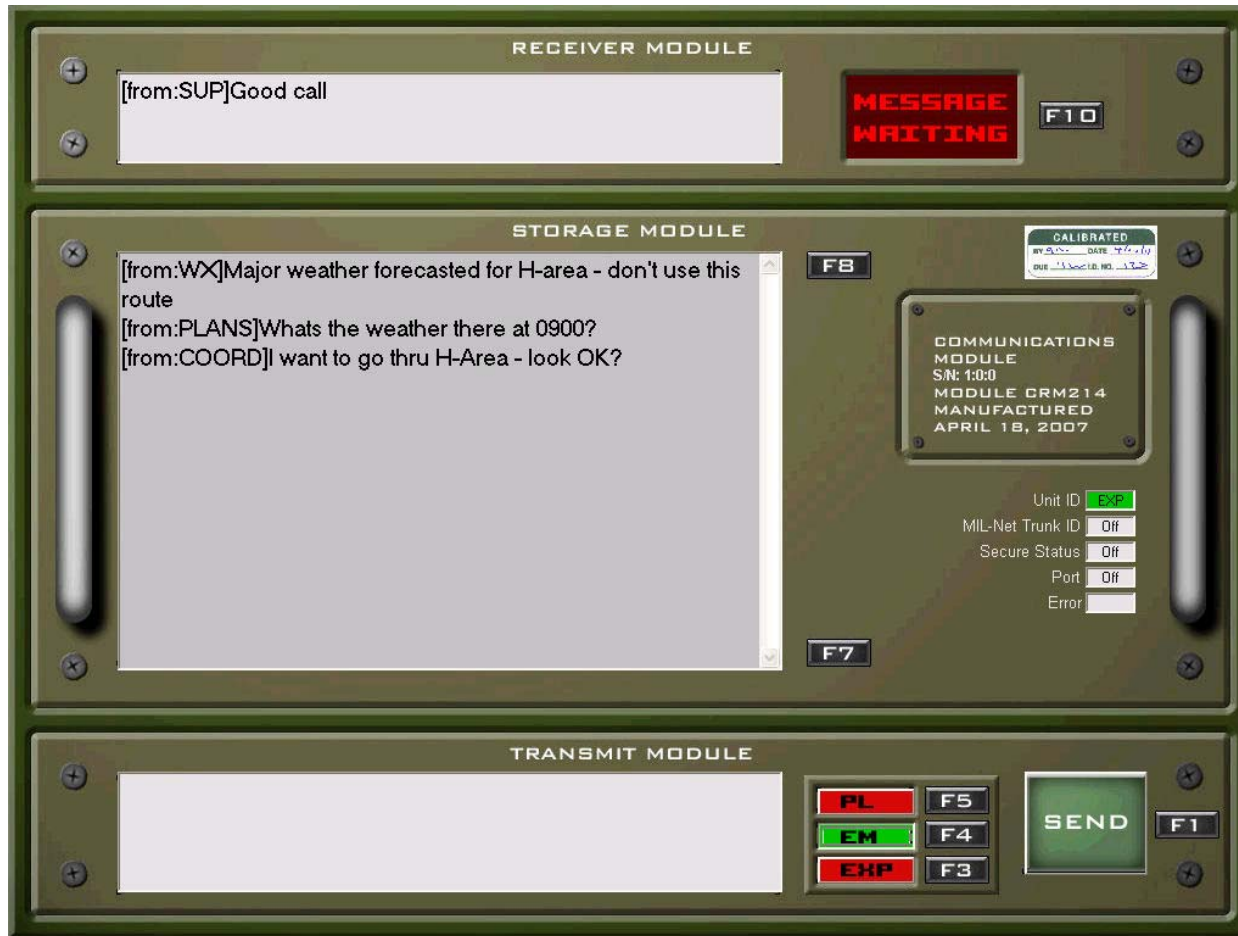 RECEIVER MODULE
[from:SUP]Good call
MESSAGE
WAITING
F10
STORAGE MODULE
[from:WX]Major weather forecasted for H-area - don't use this
route
[from:PLANS]Whats the weather there at 0900?
[from:COORD]I want to go thru H-Area - look OK?
F8
CALIBRATED
BY
DATE
DUE
I.D. NO.
COMMUNICATIONS
MODULE
S/N: 1:0:0
MODULE CRM214
MANUFACTURED
APRIL 18, 2007
Unit ID EXP
MIL-Net Trunk ID Off
Secure Status Off
Port Off
Error
F7
TRANSMIT MODULE
PL F5
EM F4
EXP F3
SEND
F1